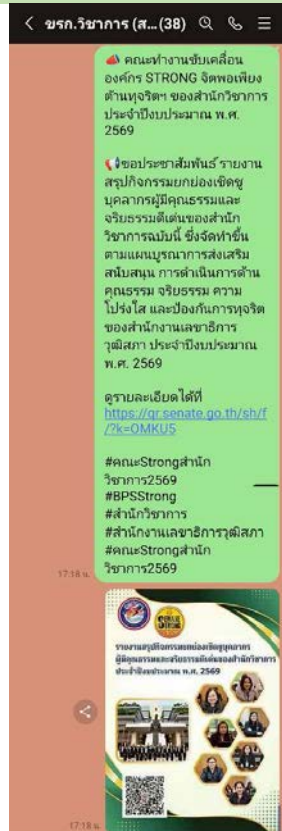 ขรก.วิชาการ (ส...(38)
📣 คณะทำงานขับเคลื่อน
องค์กร STRONG จิตพอเพียง
ต้านทุจริตฯ ของสำนักวิชาการ
ประจำปีงบประมาณ พ.ศ.
2569
📢ขอประชาสัมพันธ์ รายงาน
สรุปกิจกรรมยกย่องเชิดชู
บุคลากรผู้มีคุณธรรมและ
จริยธรรมดีเด่นของสำนัก
วิชาการฉบับนี้ ซึ่งจัดทำขึ้น
ตามแผนบูรณาการส่งเสริม
สนับสนุน การดำเนินการด้าน
คุณธรรม จริยธรรม ความ
โปร่งใส และป้องกันการทุจริต
ของสำนักงานเลขาธิการ
วุฒิสภา ประจำปีงบประมาณ
พ.ศ. 2569
ดูรายละเอียดได้ที่
https://qr.senate.go.th/sh/f
/?k=OMKU5
#คณะStrongสำนัก
วิชาการ2569
#BPSStrong
#สำนักวิชาการ
#สำนักงานเลขาธิการวุฒิสภา
#คณะStrongสำนัก
วิชาการ2569
17:18 น.
รายงานสรุปกิจกรรมยกย่องเชิดชูบุคลากร
ผู้มีคุณธรรมและจริยธรรมดีเด่นของสำนักวิชาการ
ประจำปีงบประมาณ พ.ศ. 2569
17:18 น.